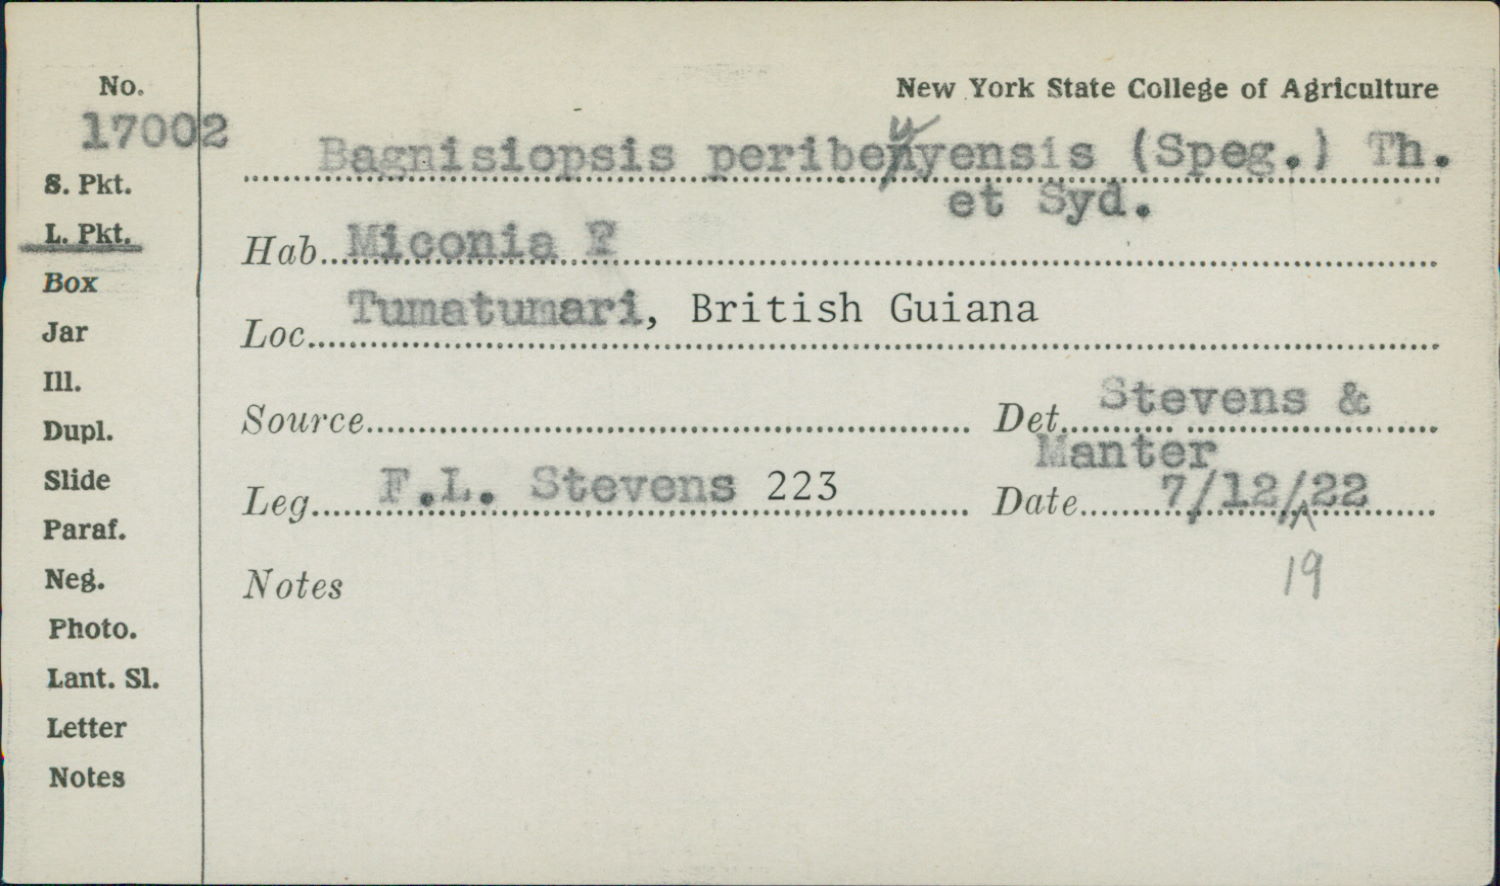 No.
17002
S. Pkt.
L. Pkt.
Box
Jar
Ill.
Dupl.
Slide
Paraf.
Neg.
Photo.
Lant. Sl.
Letter
Notes
New York State College of Agriculture
Bagnisiopsis peribeuyensis (Speg.) Th.
et Syd.
Hab. Miconia ?
Loc. Tumatumari, British Guiana
Source
Det. Stevens &
Manter
Leg. F.L. Stevens 223
Date 7/12/^22
19
Notes